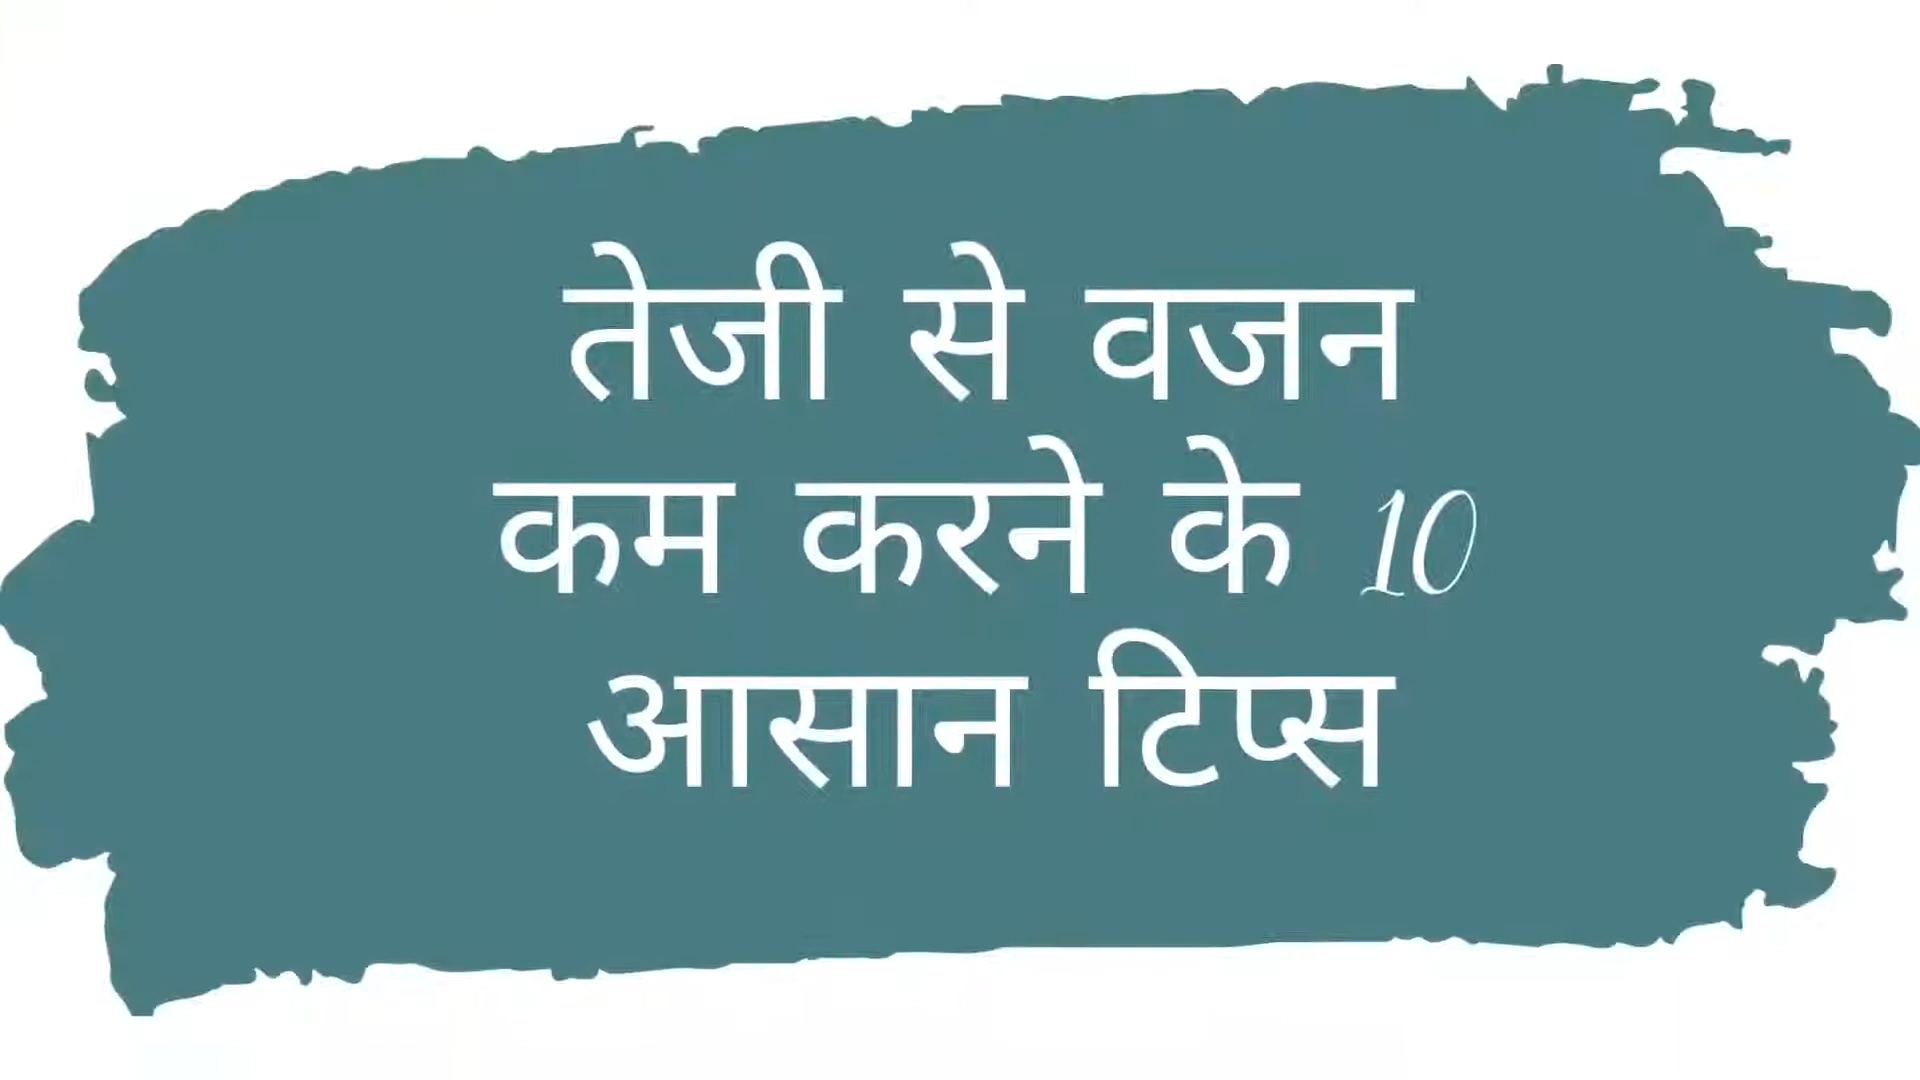 तेजी से वजन
कम करने के 10
आसान टिप्स